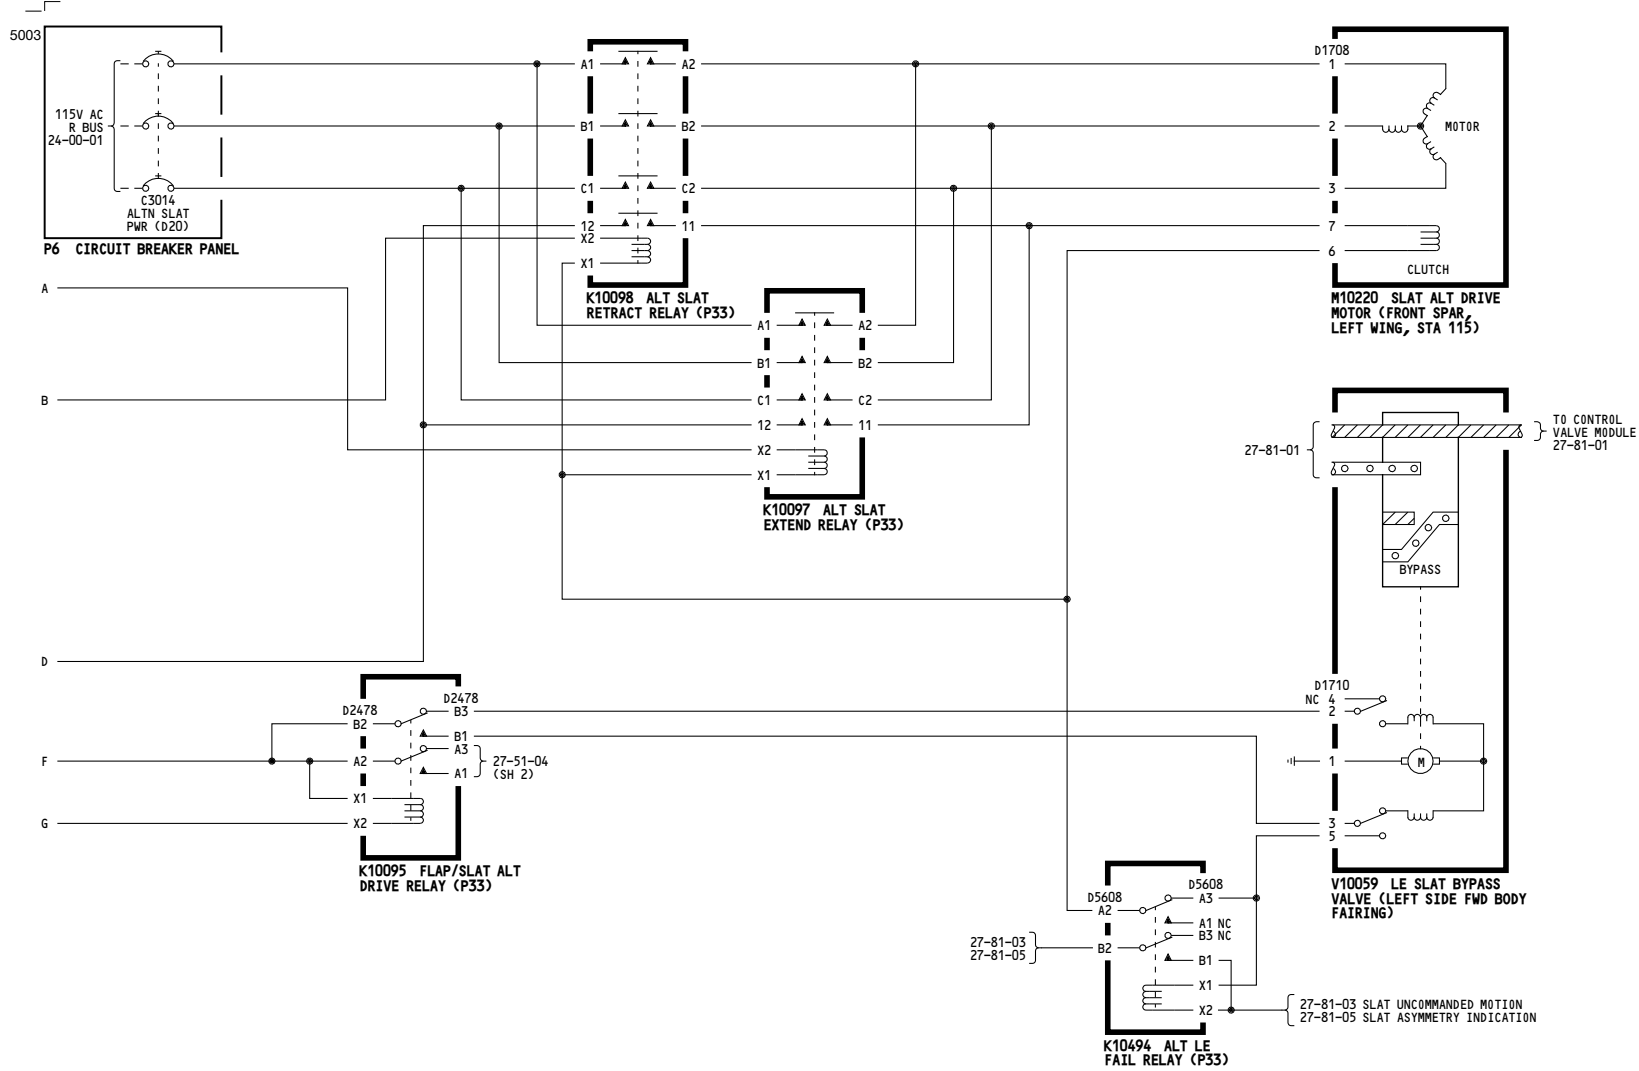 5003
115V AC
R BUS
24-00-01
C3014
ALTN SLAT
PWR (D20)
P6 CIRCUIT BREAKER PANEL
A
B
D
F
G
A1
A2
B1
B2
C1
C2
12
11
X2
X1
K10098 ALT SLAT
RETRACT RELAY (P33)
A1
A2
B1
B2
C1
C2
12
11
X2
X1
K10097 ALT SLAT
EXTEND RELAY (P33)
D1708
1
2
3
7
6
MOTOR
CLUTCH
M10220 SLAT ALT DRIVE
MOTOR (FRONT SPAR,
LEFT WING, STA 115)
27-81-01
TO CONTROL
VALVE MODULE
27-81-01
BYPASS
D1710
NC 4
2
1
M
3
5
V10059 LE SLAT BYPASS
VALVE (LEFT SIDE FWD BODY
FAIRING)
D2478
D2478
B3
B2
B1
A3
A2
A1
X1
X2
27-51-04
(SH 2)
K10095 FLAP/SLAT ALT
DRIVE RELAY (P33)
D5608
D5608
A3
A2
A1 NC
B3 NC
B2
B1
X1
X2
27-81-03
27-81-05
27-81-03 SLAT UNCOMMANDED MOTION
27-81-05 SLAT ASYMMETRY INDICATION
K10494 ALT LE
FAIL RELAY (P33)